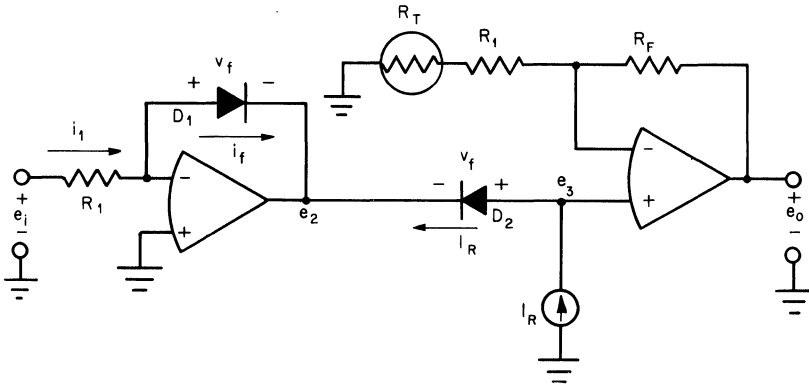 R_T
R_1
R_F
v_f
+ −
D_1
i_1
i_f
−
+
R_1
+
e_i
−
e_2
v_f
− +
D_2
I_R
e_3
I_R
−
+
+
e_o
−